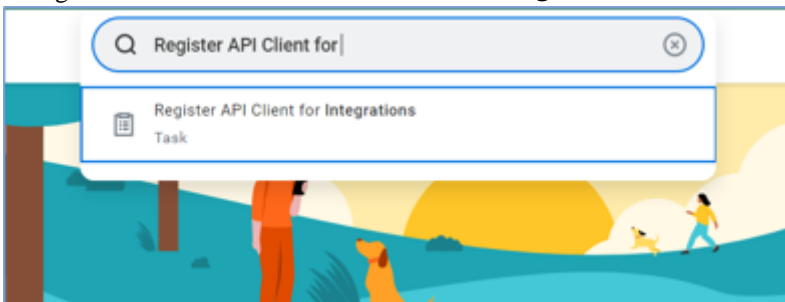 Register API Client for
Register API Client for Integrations
Task